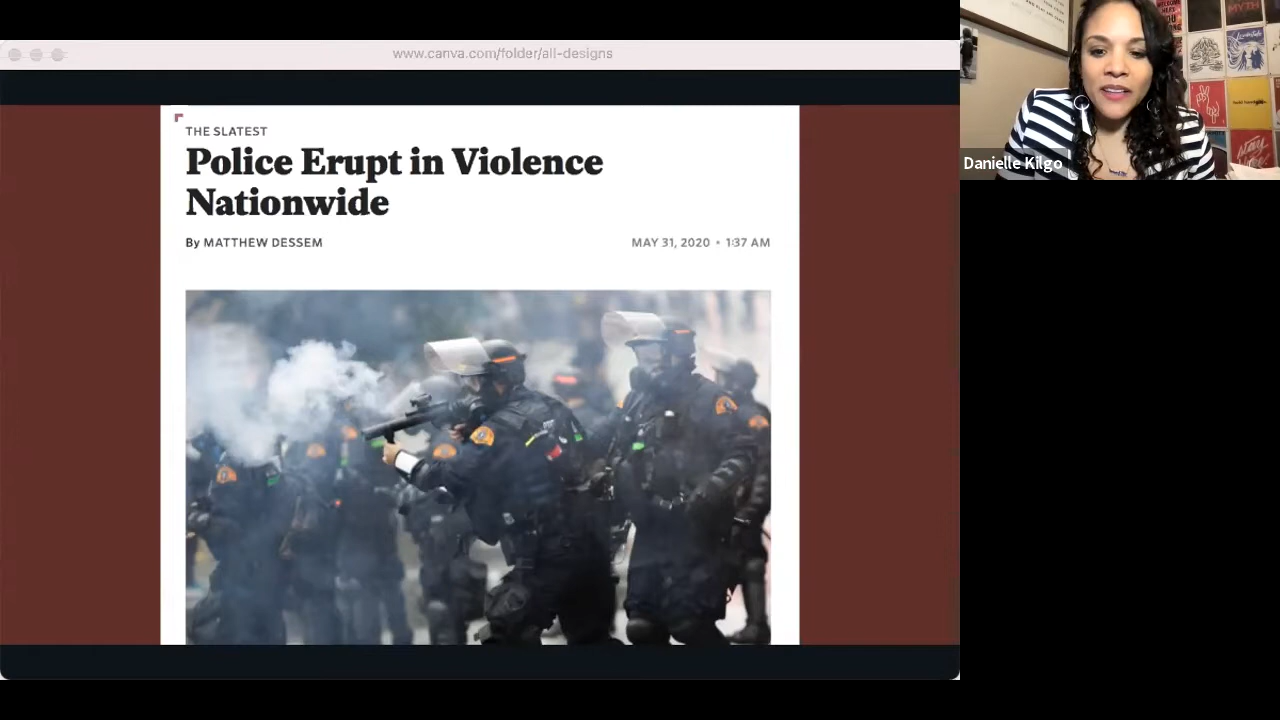 www.canva.com/folder/all-designs
THE SLATEST
Police Erupt in Violence
Nationwide
By MATTHEW DESSEM
MAY 31, 2020 • 1:37 AM
Danielle Kilgo
MYTH